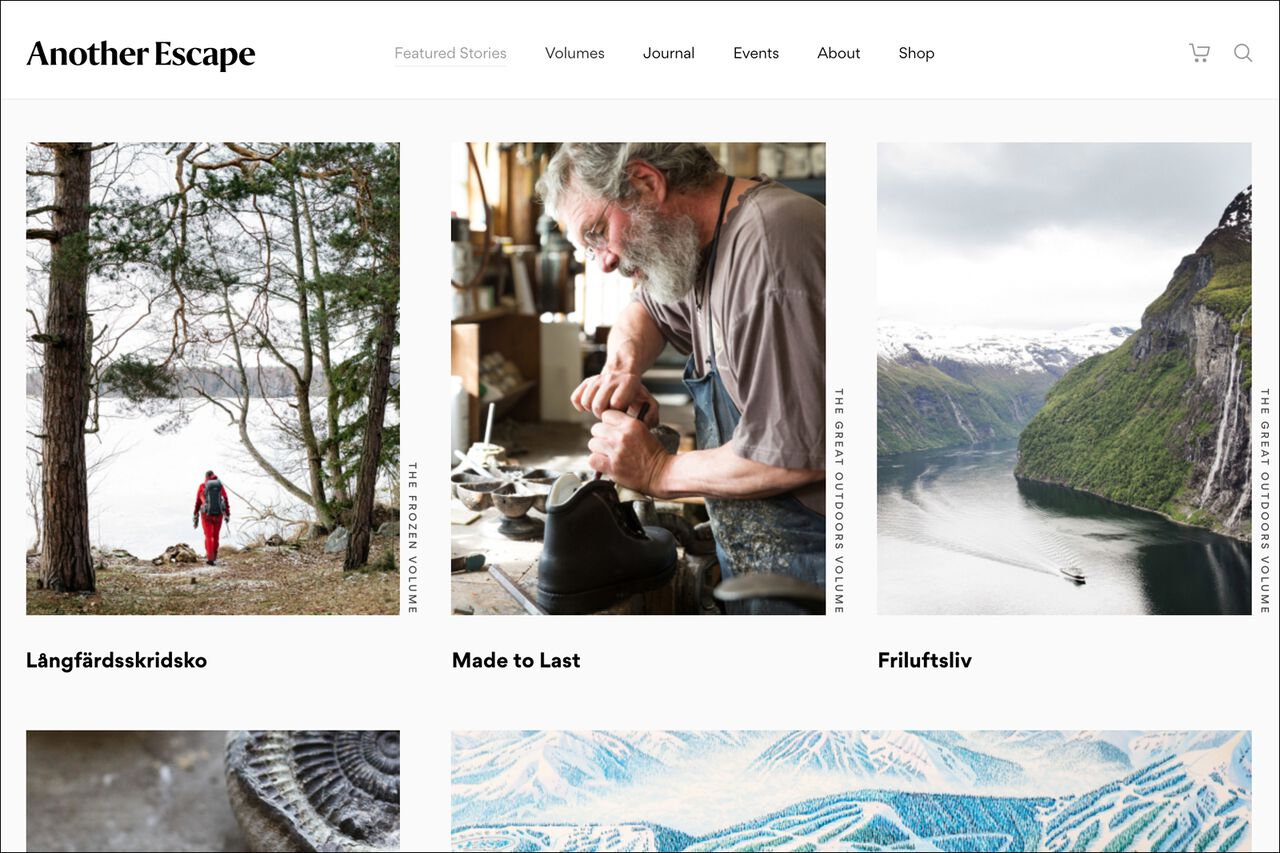 Another Escape
Featured Stories
Volumes
Journal
Events
About
Shop
THE FROZEN VOLUME
THE GREAT OUTDOORS VOLUME
THE GREAT OUTDOORS VOLUME
Långfärdsskridsko
Made to Last
Friluftsliv